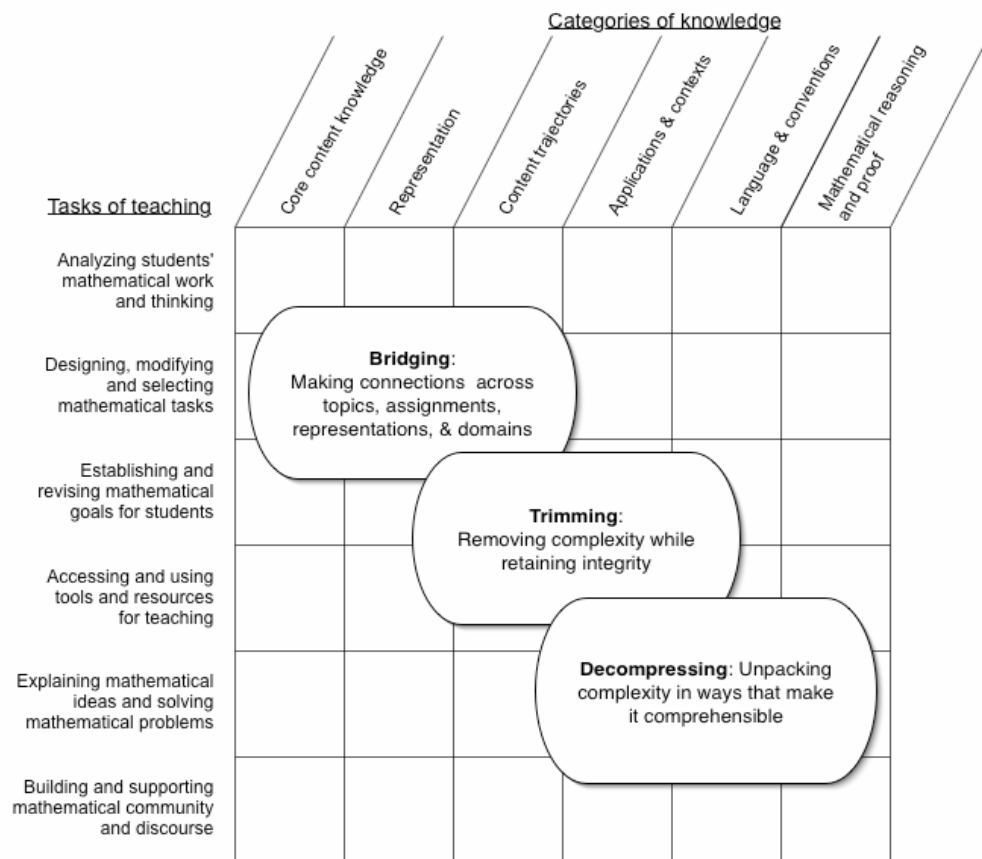 Categories of knowledge
Core content knowledge
Representation
Content trajectories
Applications & contexts
Language & conventions
Mathematical reasoning
and proof
Tasks of teaching
Analyzing students'
mathematical work
and thinking
Designing, modifying
and selecting
mathematical tasks
Establishing and
revising mathematical
goals for students
Accessing and using
tools and resources
for teaching
Explaining mathematical
ideas and solving
mathematical problems
Building and supporting
mathematical community
and discourse
Bridging:
Making connections across
topics, assignments,
representations, & domains
Trimming:
Removing complexity while
retaining integrity
Decompressing: Unpacking
complexity in ways that make
it comprehensible